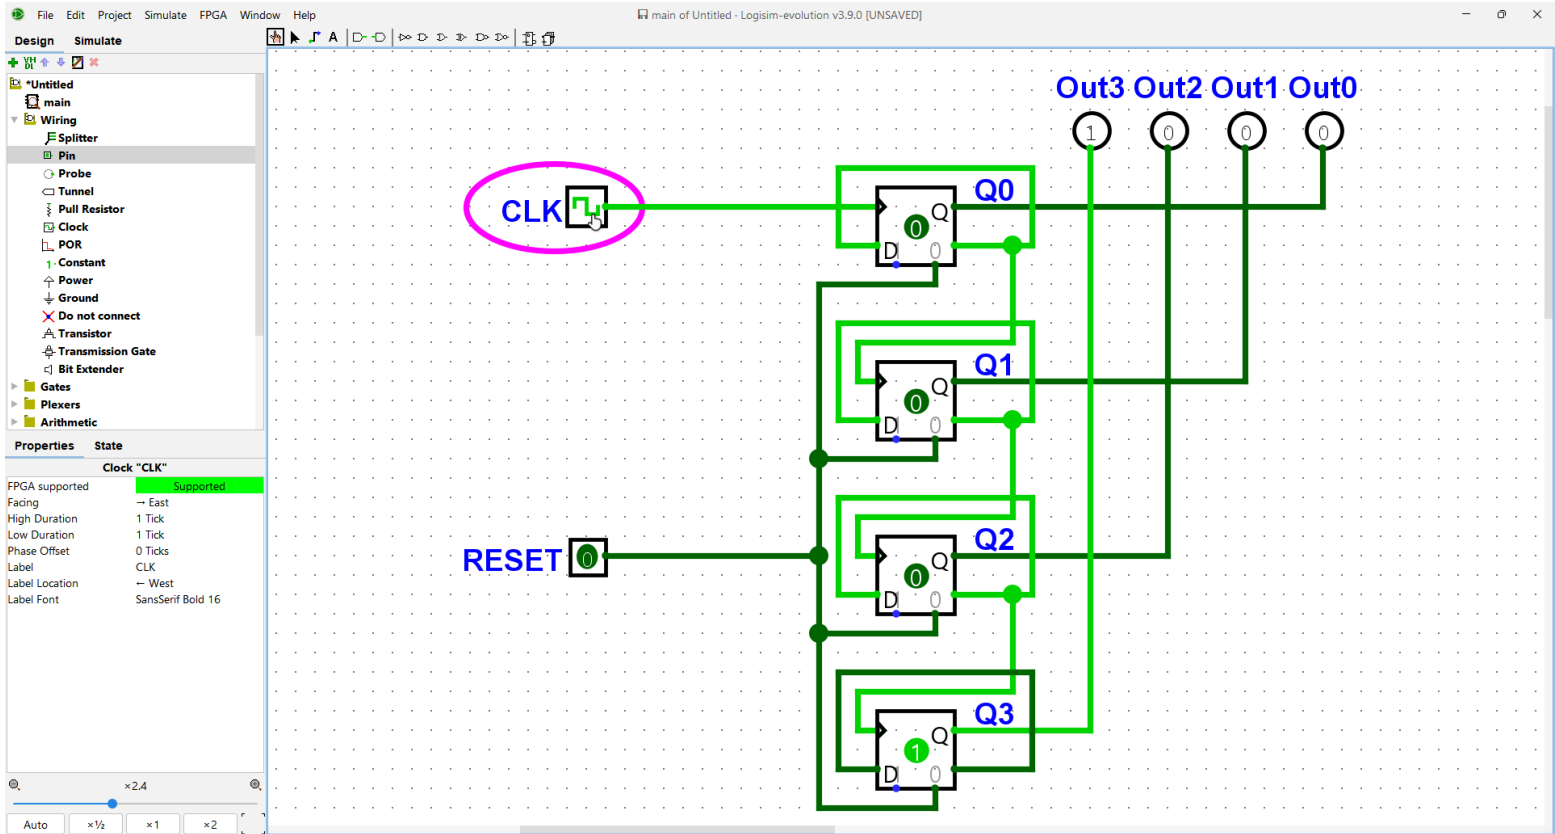 File Edit Project Simulate FPGA Window Help
main of Untitled · Logisim-evolution v3.9.0 [UNSAVED]
Design Simulate
A
VH
DL
*Untitled
main
Wiring
Splitter
Pin
Probe
Tunnel
Pull Resistor
Clock
POR
Constant
Power
Ground
Do not connect
Transistor
Transmission Gate
Bit Extender
Gates
Plexers
Arithmetic
Properties State
Clock "CLK"
FPGA supported Supported
Facing → East
High Duration 1 Tick
Low Duration 1 Tick
Phase Offset 0 Ticks
Label CLK
Label Location ← West
Label Font SansSerif Bold 16
×2.4
Auto ×½ ×1 ×2
Out3 Out2 Out1 Out0
1 0 0 0
CLK
Q0
Q
0
D 0
Q1
Q
0
D 0
RESET 0
Q2
Q
0
D 0
Q3
Q
1
D 0